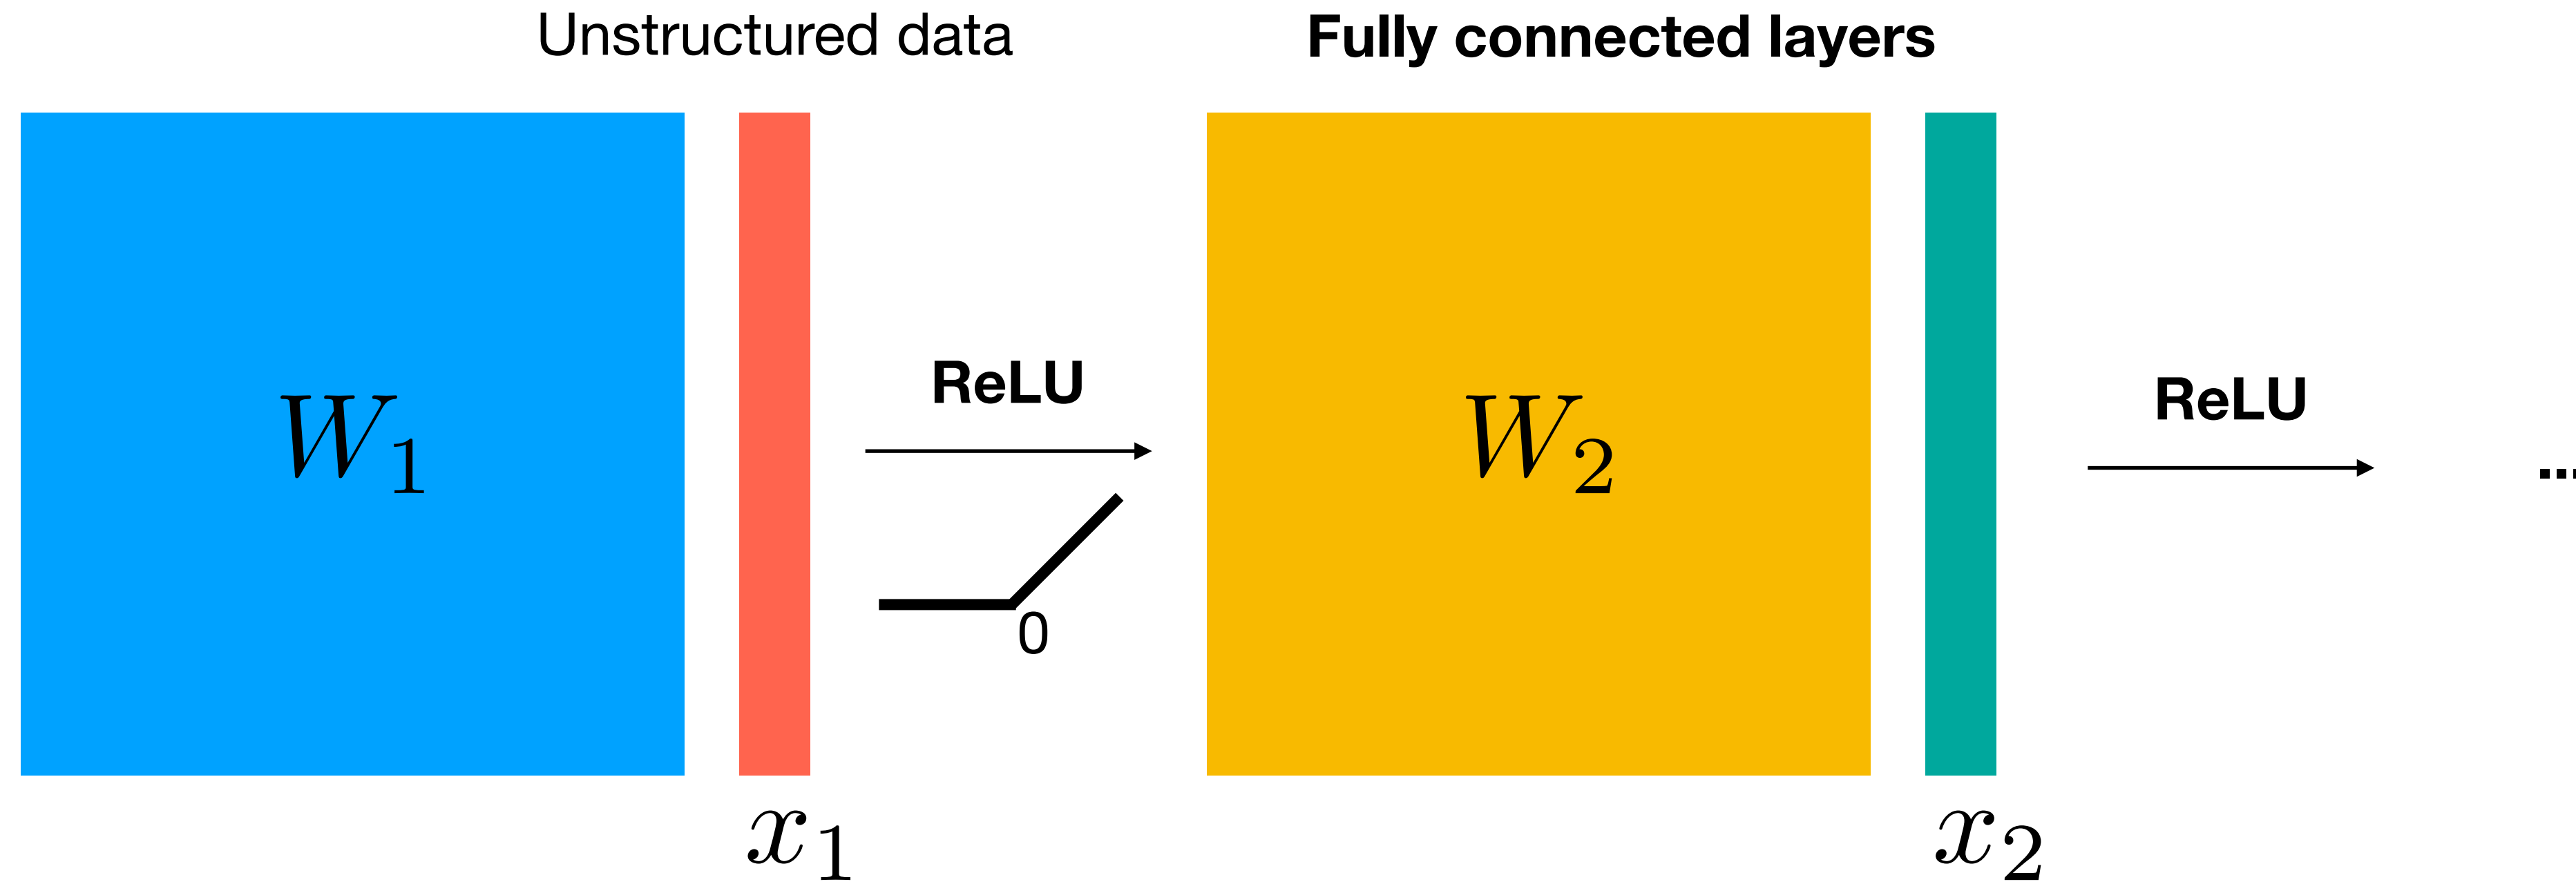 Unstructured data
Fully connected layers
W₁
ReLU
0
W₂
ReLU
...
x₁
x₂